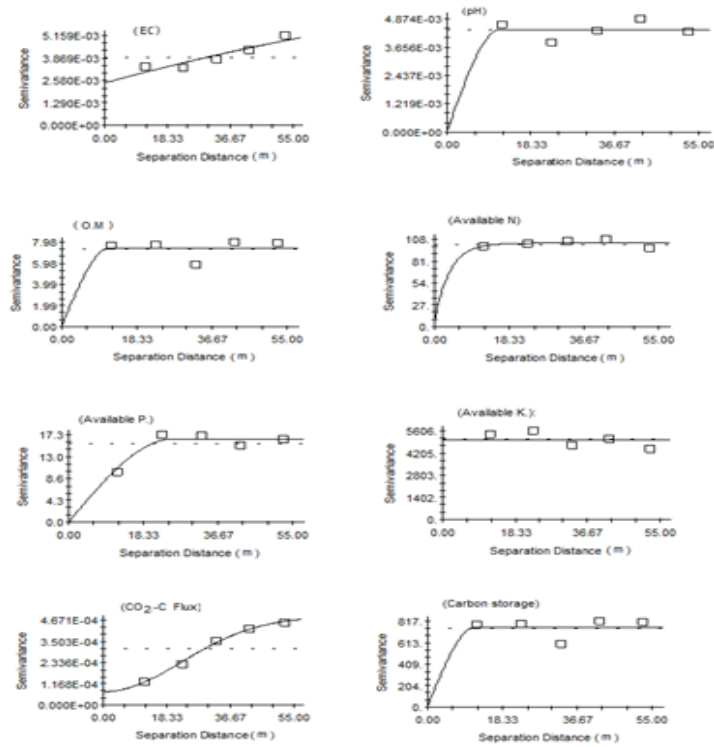 (EC)
5.159E-03
3.869E-03
2.580E-03
1.290E-03
0.000E+00
Semivariance
0.00 18.33 36.67 55.00
Separation Distance (m)
(pH)
4.874E-03
3.656E-03
2.437E-03
1.219E-03
0.000E+00
Semivariance
0.00 18.33 36.67 55.00
Separation Distance (m)
(O.M)
7.98
5.98
3.99
1.99
0.00
Semivariance
0.00 18.33 36.67 55.00
Separation Distance (m)
(Available N)
108.
81.
54.
27.
0.
Semivariance
0.00 18.33 36.67 55.00
Separation Distance (m)
(Available P.)
17.3
13.0
8.6
4.3
0.0
Semivariance
0.00 18.33 36.67 55.00
Separation Distance (m)
(Available K.):
5606.
4205.
2803.
1402.
0.
Semivariance
0.00 18.33 36.67 55.00
Separation Distance (m)
(CO₂-C Flux)
4.671E-04
3.503E-04
2.336E-04
1.168E-04
0.000E+00
Semivariance
0.00 18.33 36.67 55.00
Separation Distance (m)
(Carbon storage)
817.
613.
409.
204.
0.
Semivariance
0.00 18.33 36.67 55.00
Separation Distance (m)